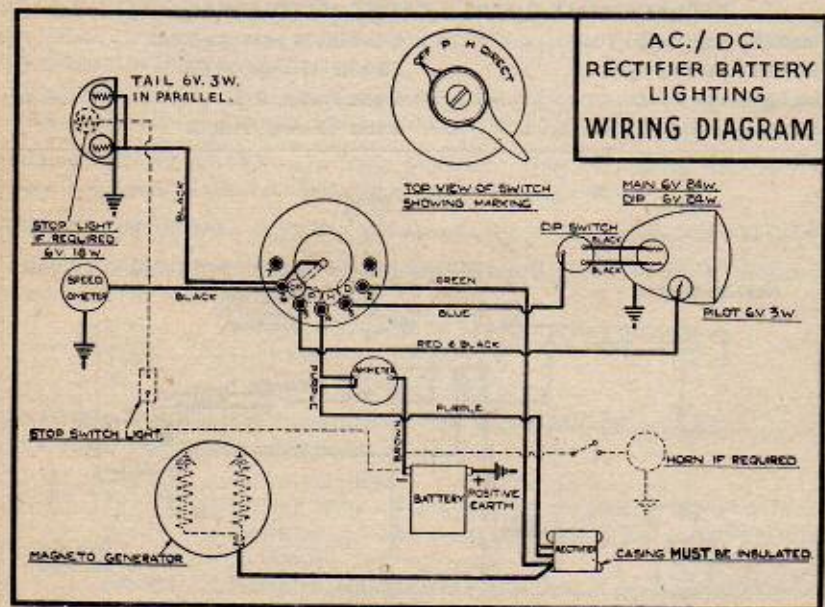 AC./DC.
RECTIFIER BATTERY
LIGHTING
WIRING DIAGRAM
TAIL 6V. 3W.
IN PARALLEL.
OFF P H DIRECT
TOP VIEW OF SWITCH
SHOWING MARKING
MAIN 6V 24W.
DIP 6V. 24W.
DIP SWITCH
BLACK
BLACK
PILOT 6V 3W
STOP LIGHT
IF REQUIRED
6V 18W.
BLACK
SPEED
OMETER
BLACK
P H D
GREEN
2
BLUE
RED & BLACK
PURPLE
AMMETER
PURPLE
BROWN
STOP SWITCH LIGHT.
HORN IF REQUIRED
- +
BATTERY
POSITIVE
EARTH
MAGNETO GENERATOR
RECTIFIER
CASING MUST BE INSULATED.